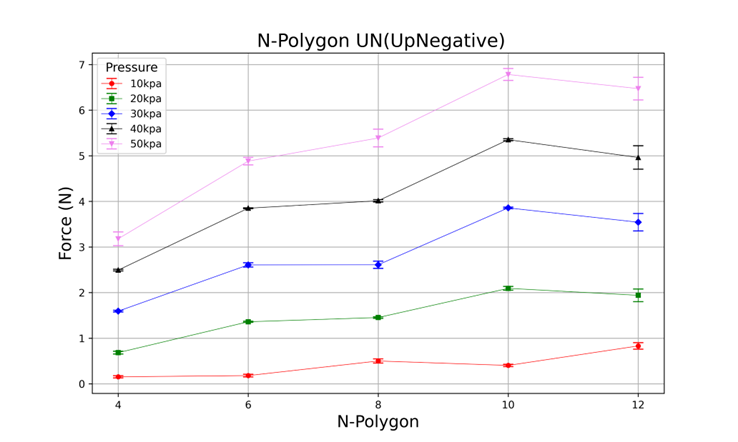 N-Polygon UN(UpNegative)
Pressure
10kpa
20kpa
30kpa
40kpa
50kpa
Force (N)
7
6
5
4
3
2
1
0
4 6 8 10 12
N-Polygon